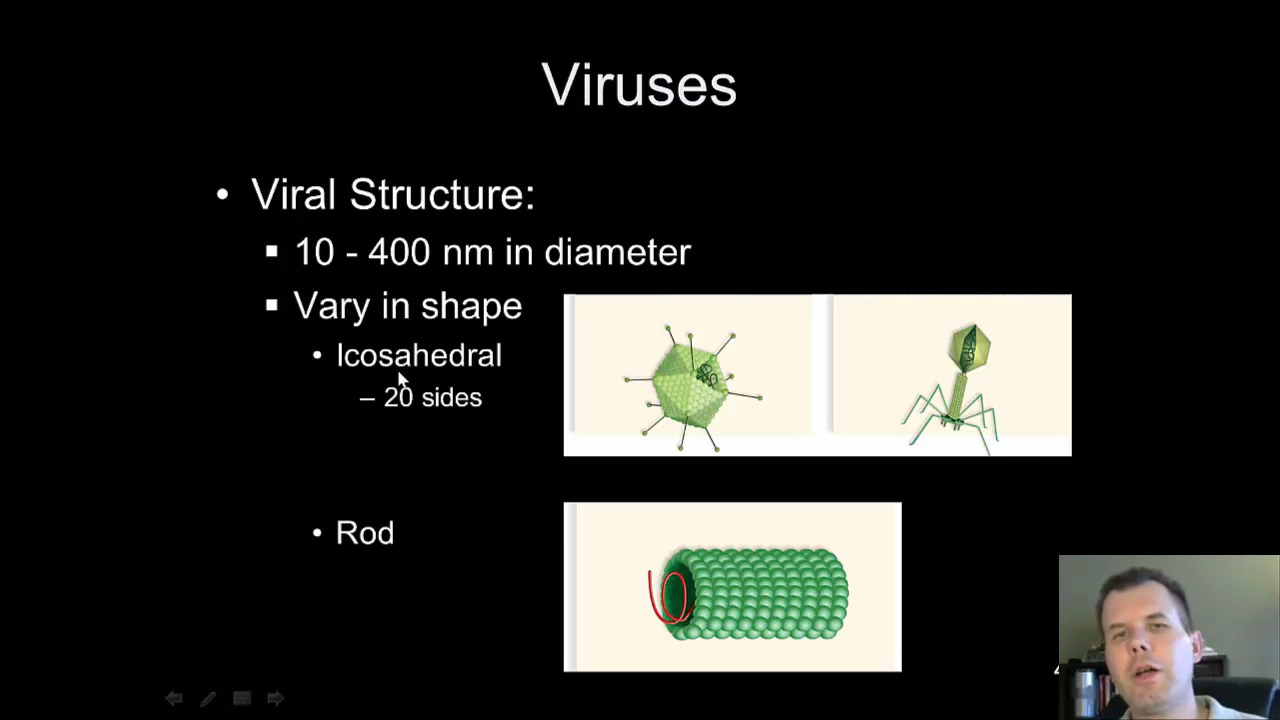 Viruses
• Viral Structure:
▪ 10 - 400 nm in diameter
▪ Vary in shape
• Icosahedral
– 20 sides
• Rod